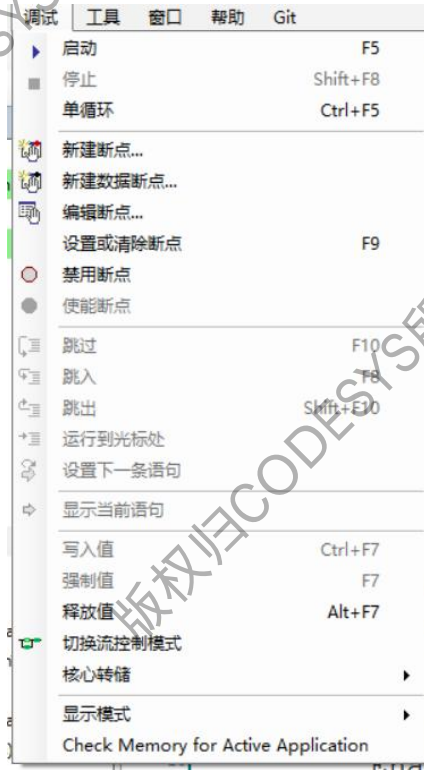 调试 工具 窗口 帮助 Git
启动 F5
停止 Shift+F8
单循环 Ctrl+F5
新建断点...
新建数据断点...
编辑断点...
设置或清除断点 F9
禁用断点
使能断点
跳过 F10
跳入 F8
跳出 Shift+F10
运行到光标处
设置下一条语句
显示当前语句
写入值 Ctrl+F7
强制值 F7
释放值 Alt+F7
切换流控制模式
核心转储
显示模式
Check Memory for Active Application
版权归CODESYS